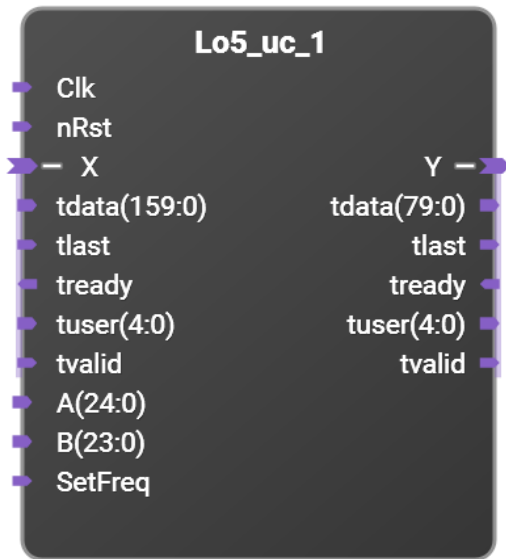 Lo5_uc_1
Clk
nRst
X Y
tdata(159:0) tdata(79:0)
tlast tlast
tready tready
tuser(4:0) tuser(4:0)
tvalid tvalid
A(24:0)
B(23:0)
SetFreq